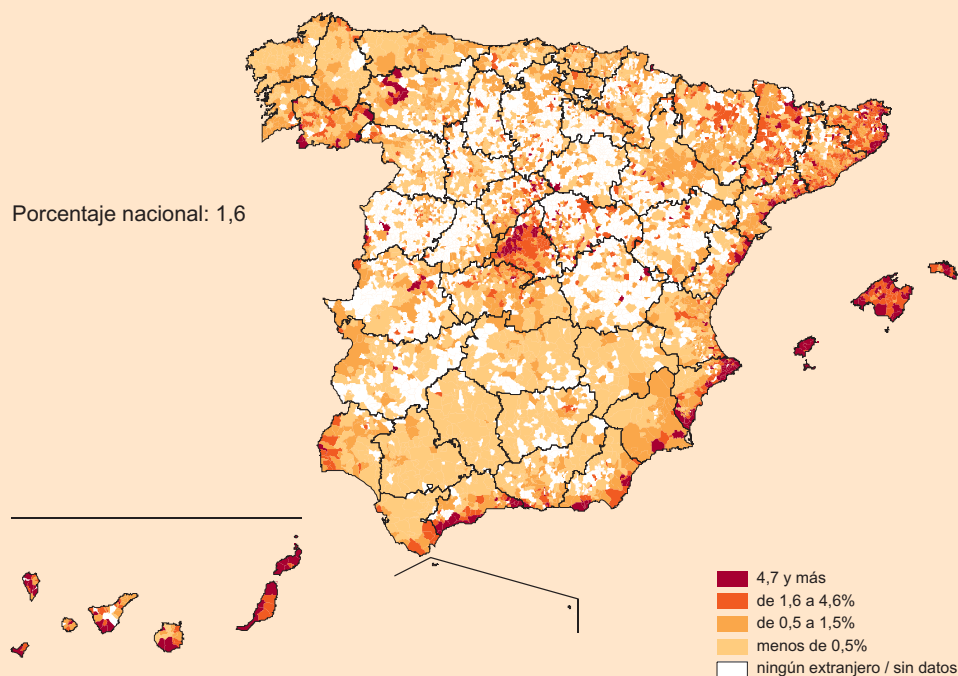 Porcentaje nacional: 1,6
4,7 y más
de 1,6 a 4,6%
de 0,5 a 1,5%
menos de 0,5%
ningún extranjero / sin datos